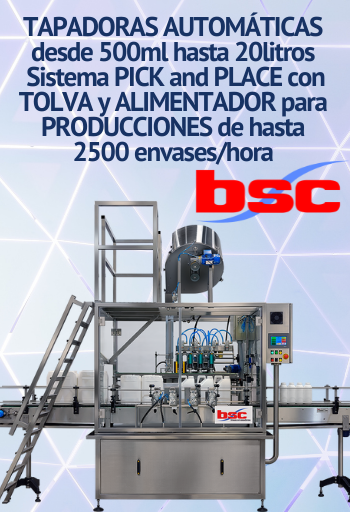 TAPADORAS AUTOMÁTICAS
desde 500ml hasta 20litros
Sistema PICK and PLACE con
TOLVA y ALIMENTADOR para
PRODUCCIONES de hasta
2500 envases/hora
bsc
bsc